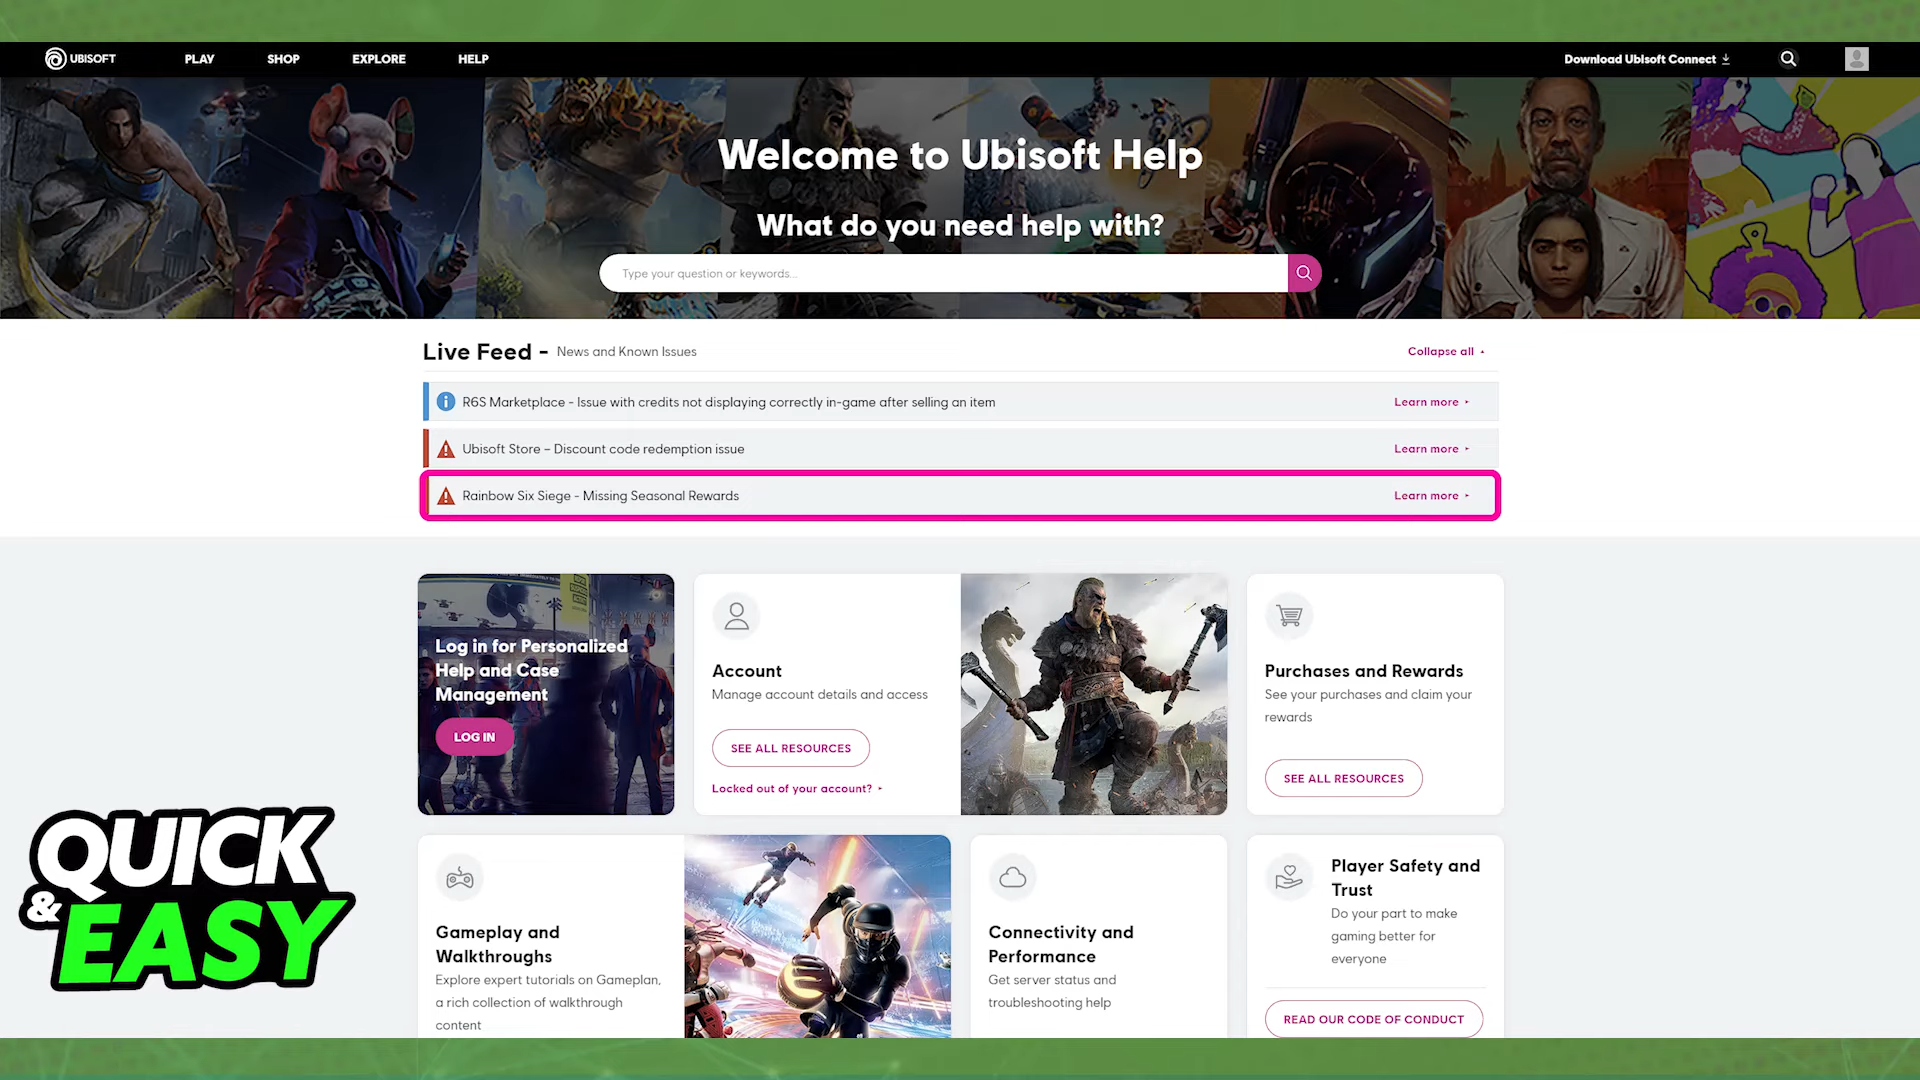 UBISOFT PLAY SHOP EXPLORE HELP Download Ubisoft Connect
Welcome to Ubisoft Help
What do you need help with?
Type your question or keywords...
Live Feed - News and Known Issues Collapse all
R6S Marketplace - Issue with credits not displaying correctly in-game after selling an item Learn more
Ubisoft Store – Discount code redemption issue Learn more
Rainbow Six Siege - Missing Seasonal Rewards Learn more
Log in for Personalized
Help and Case
Management
LOG IN
Account
Manage account details and access
SEE ALL RESOURCES
Locked out of your account?
Purchases and Rewards
See your purchases and claim your
rewards
SEE ALL RESOURCES
Gameplay and
Walkthroughs
Explore expert tutorials on Gameplan,
a rich collection of walkthrough
content
Connectivity and
Performance
Get server status and
troubleshooting help
Player Safety and
Trust
Do your part to make
gaming better for
everyone
READ OUR CODE OF CONDUCT
QUICK
& EASY